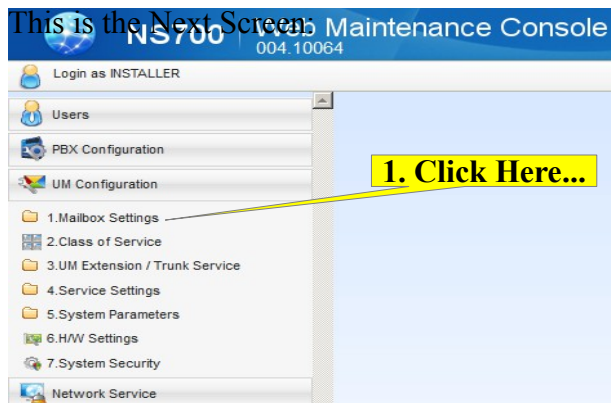 This is the Next Screen:
NS700 Web Maintenance Console
004.10064
Login as INSTALLER
Users
PBX Configuration
UM Configuration
1. Click Here...
1.Mailbox Settings
2.Class of Service
3.UM Extension / Trunk Service
4.Service Settings
5.System Parameters
6.H/W Settings
7.System Security
Network Service